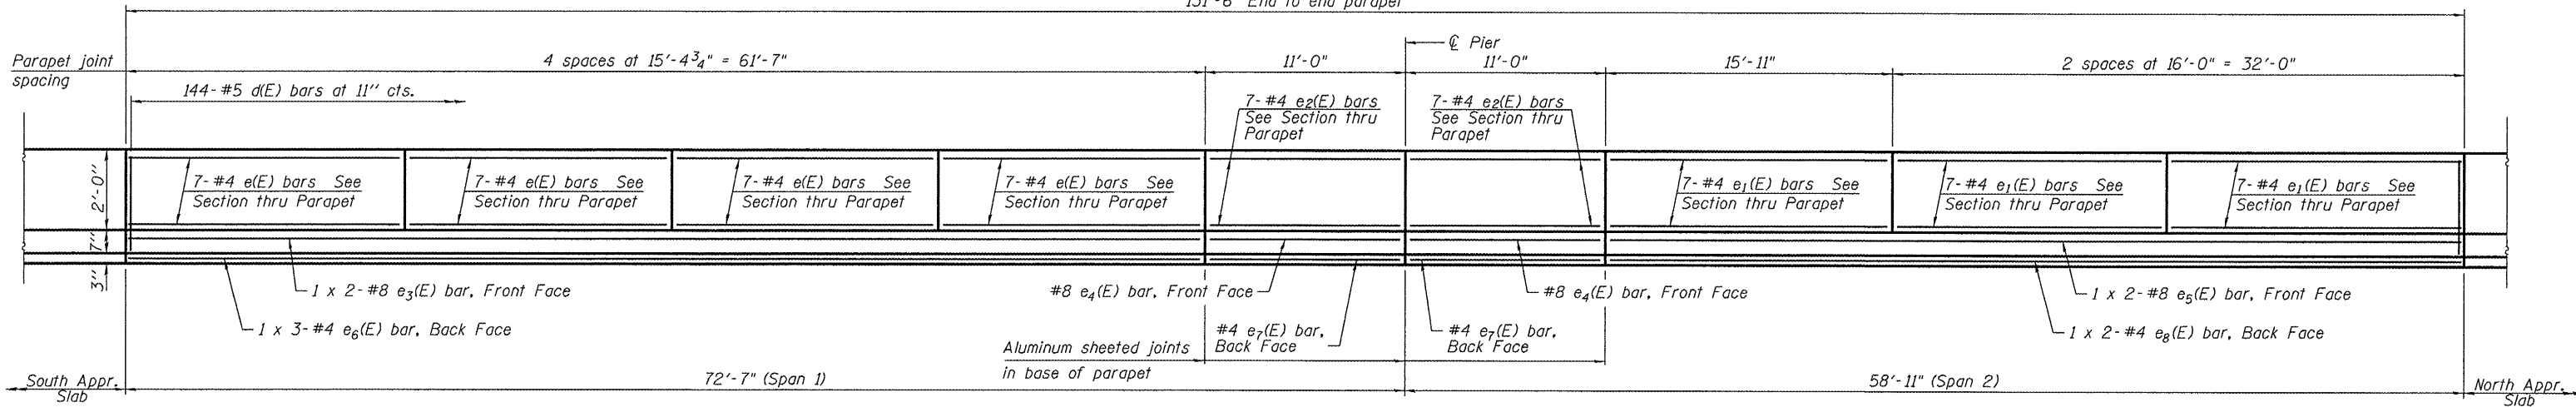 131'-6" End to end parapet
℄ Pier
Parapet joint
spacing
4 spaces at 15'-4 3/4" = 61'-7"
11'-0"
11'-0"
15'-11"
2 spaces at 16'-0" = 32'-0"
144-#5 d(E) bars at 11" cts.
7-#4 e2(E) bars
See Section thru
Parapet
7-#4 e2(E) bars
See Section thru
Parapet
2'-0"
7"
3"
7-#4 e(E) bars See
Section thru Parapet
7-#4 e(E) bars See
Section thru Parapet
7-#4 e(E) bars See
Section thru Parapet
7-#4 e(E) bars See
Section thru Parapet
7-#4 e1(E) bars See
Section thru Parapet
7-#4 e1(E) bars See
Section thru Parapet
7-#4 e1(E) bars See
Section thru Parapet
1 x 2-#8 e3(E) bar, Front Face
#8 e4(E) bar, Front Face
#8 e4(E) bar, Front Face
1 x 2-#8 e5(E) bar, Front Face
1 x 3-#4 e6(E) bar, Back Face
#4 e7(E) bar,
Back Face
#4 e7(E) bar,
Back Face
1 x 2-#4 e8(E) bar, Back Face
Aluminum sheeted joints
in base of parapet
South Appr.
Slab
72'-7" (Span 1)
58'-11" (Span 2)
North Appr.
Slab